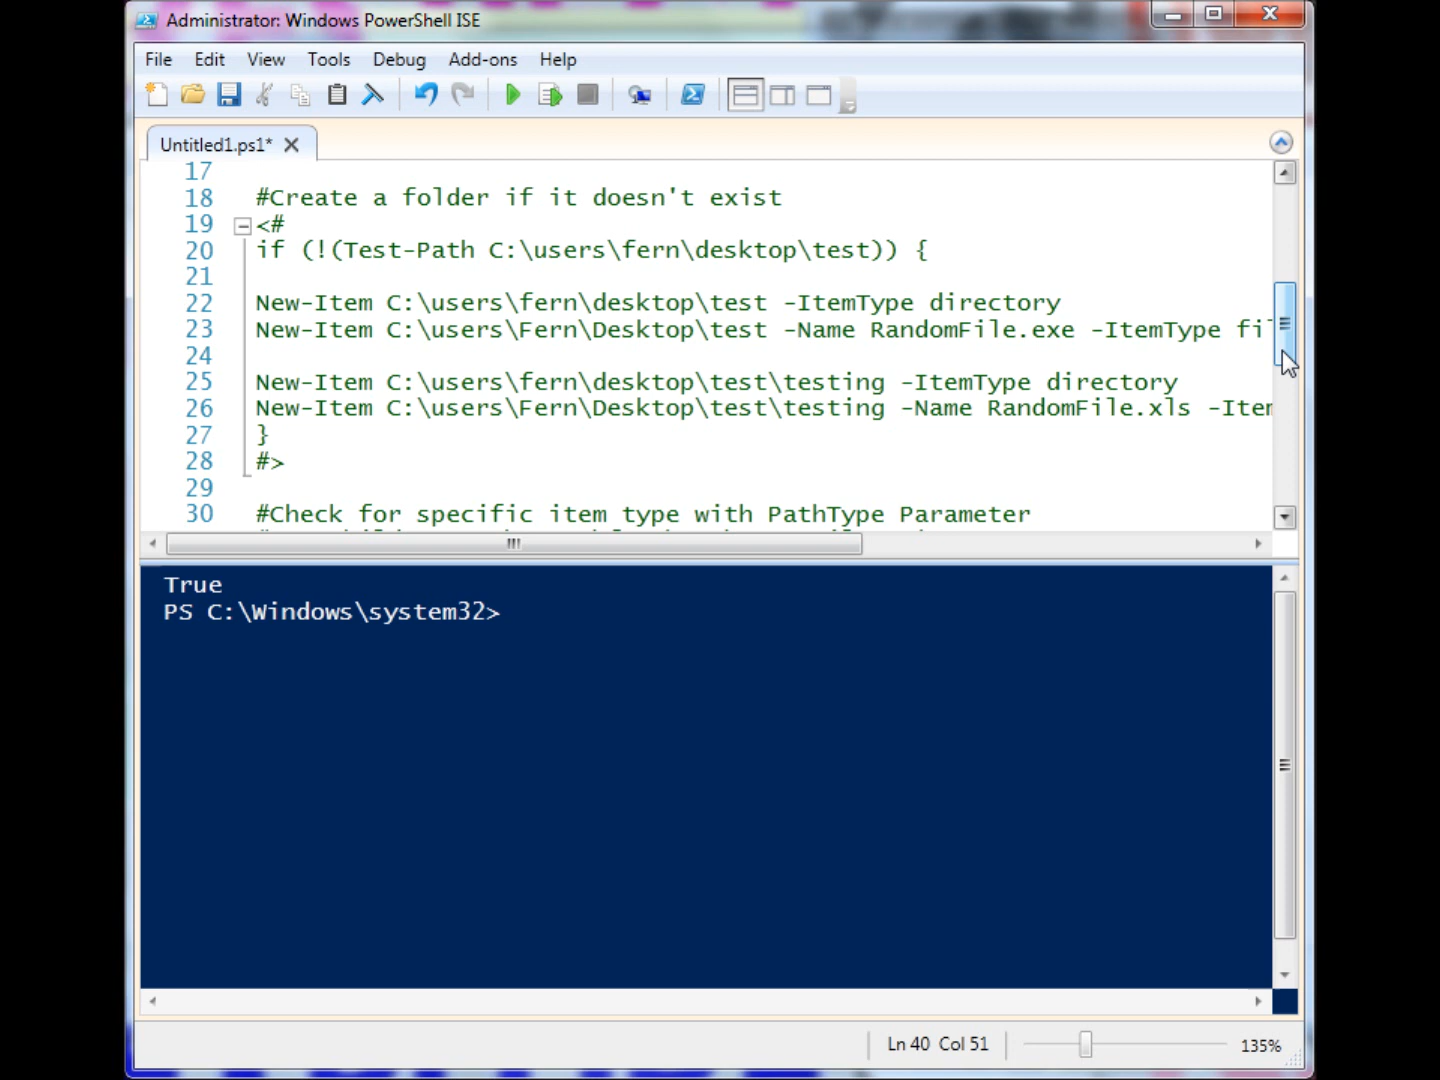 Administrator: Windows PowerShell ISE
File Edit View Tools Debug Add-ons Help
Untitled1.ps1*
17
18 #Create a folder if it doesn't exist
19 <#
20 if (!(Test-Path C:\users\fern\desktop\test)) {
21
22 New-Item C:\users\fern\desktop\test -ItemType directory
23 New-Item C:\users\Fern\Desktop\test -Name RandomFile.exe -ItemType fil
24
25 New-Item C:\users\fern\desktop\test\testing -ItemType directory
26 New-Item C:\users\Fern\Desktop\test\testing -Name RandomFile.xls -Item
27 }
28 #>
29
30 #Check for specific item type with PathType Parameter
True
PS C:\Windows\system32>
Ln 40 Col 51
135%